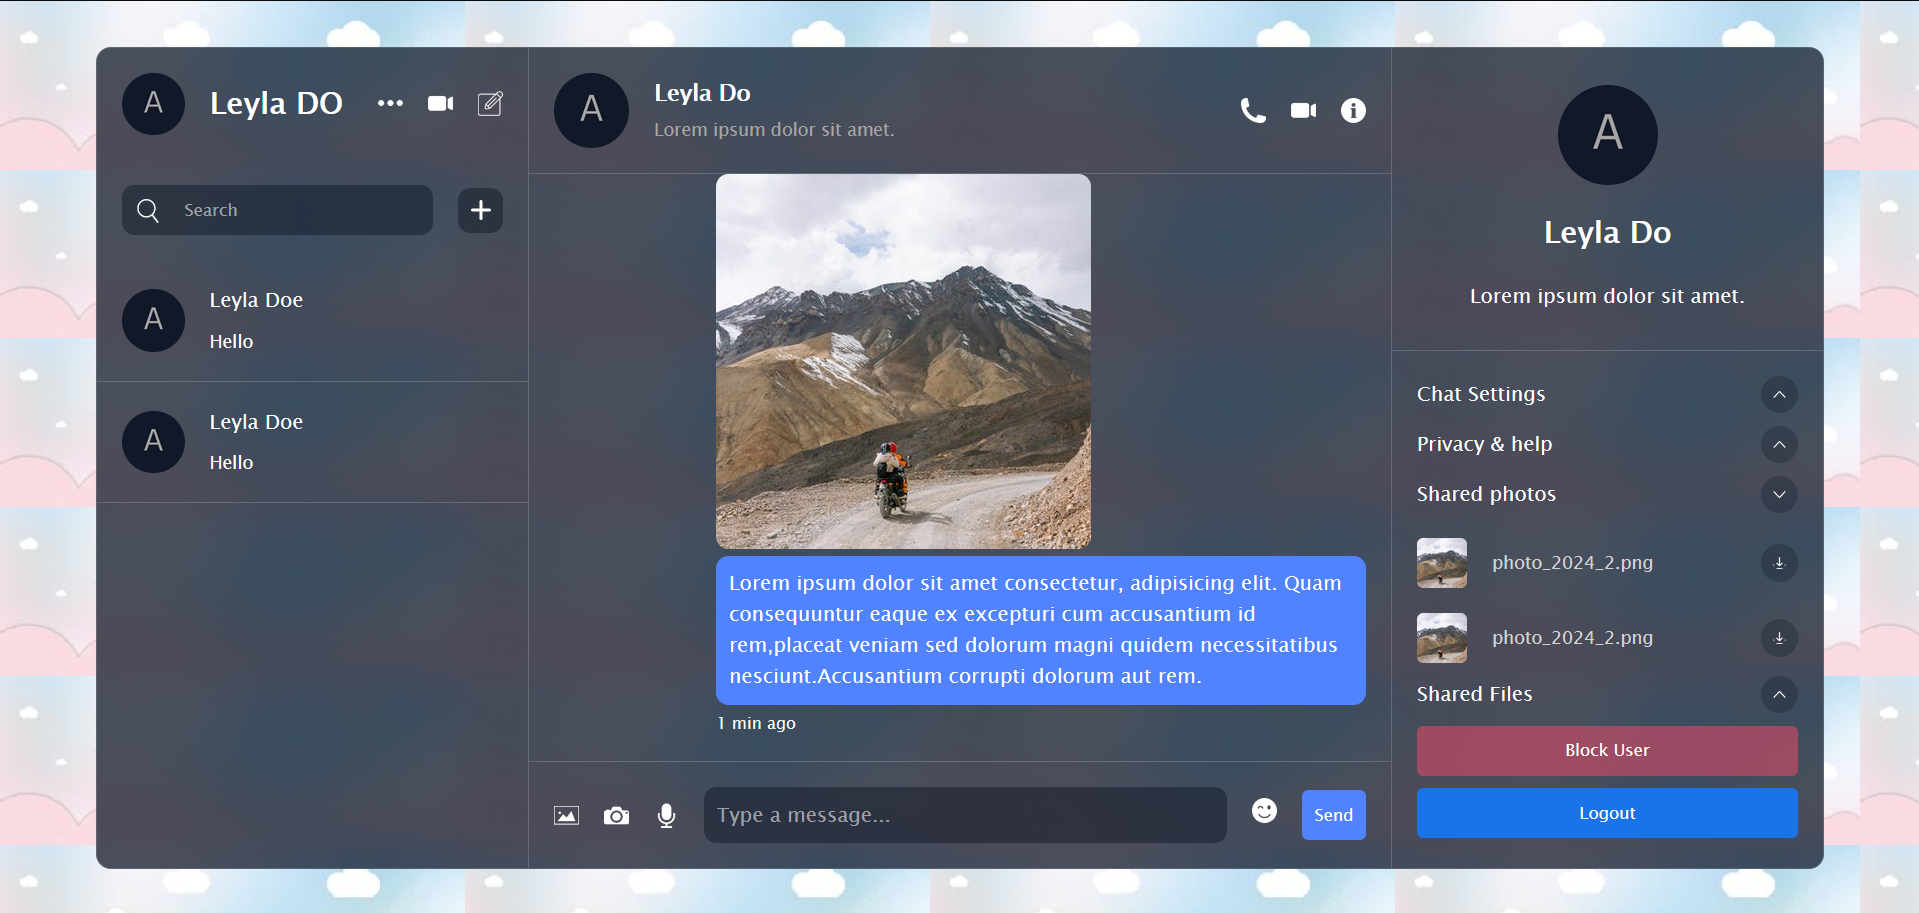 A
Leyla DO
Search
A
Leyla Doe
Hello
A
Leyla Doe
Hello
A
Leyla Do
Lorem ipsum dolor sit amet.
Lorem ipsum dolor sit amet consectetur, adipisicing elit. Quam
consequuntur eaque ex excepturi cum accusantium id
rem,placeat veniam sed dolorum magni quidem necessitatibus
nesciunt.Accusantium corrupti dolorum aut rem.
1 min ago
Type a message...
Send
A
Leyla Do
Lorem ipsum dolor sit amet.
Chat Settings
Privacy & help
Shared photos
photo_2024_2.png
photo_2024_2.png
Shared Files
Block User
Logout